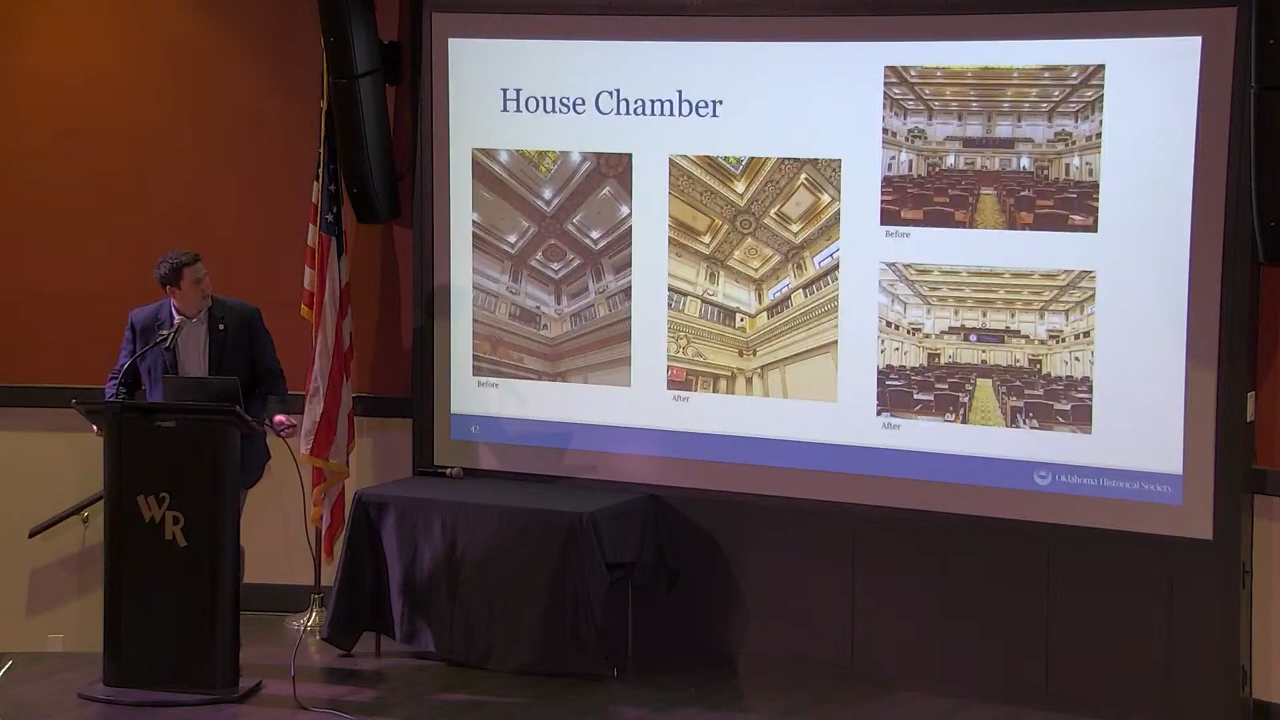 House Chamber
Before
After
Before
After
42
Oklahoma Historical Society
WR